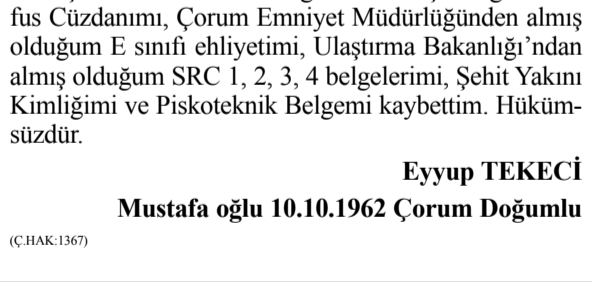 fus Cüzdanımı, Çorum Emniyet Müdürlüğünden almış
olduğum E sınıfı ehliyetimi, Ulaştırma Bakanlığı’ndan
almış olduğum SRC 1, 2, 3, 4 belgelerimi, Şehit Yakını
Kimliğimi ve Piskoteknik Belgemi kaybettim. Hüküm-
süzdür.
Eyyup TEKECİ
Mustafa oğlu 10.10.1962 Çorum Doğumlu
(Ç.HAK:1367)